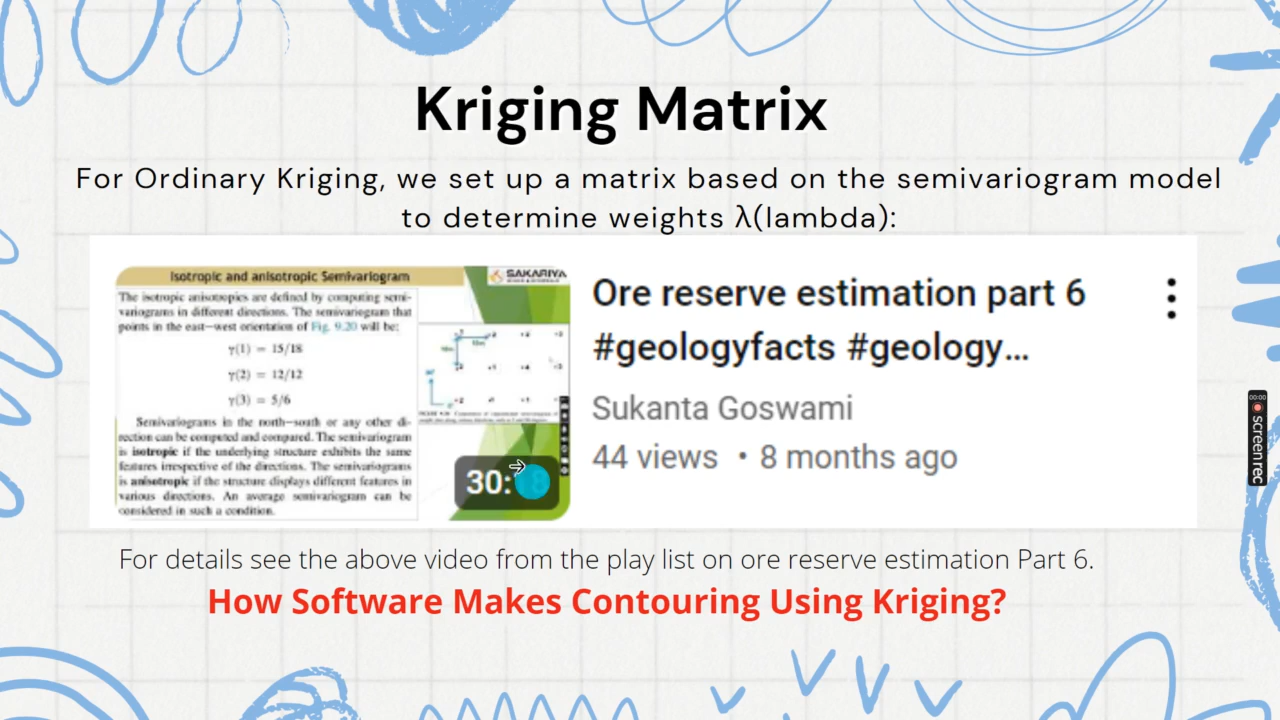 Kriging Matrix
For Ordinary Kriging, we set up a matrix based on the semivariogram model
to determine weights λ(lambda):
Isotropic and anisotropic Semivariogram
SAKARIYA
The isotropic anisotropies are defined by computing semi-
variograms in different directions. The semivariogram that
points in the east–west orientation of Fig. 9.20 will be:
γ(1) = 15/18
γ(2) = 12/12
γ(3) = 5/6
Semivariograms in the north–south or any other di-
rection can be computed and compared. The semivariogram
is isotropic if the underlying structure exhibits the same
features irrespective of the directions. The semivariograms
is anisotropic if the structure displays different features in
various directions. An average semivariogram can be
considered in such a condition.
30:
Ore reserve estimation part 6
#geologyfacts #geology...
Sukanta Goswami
44 views • 8 months ago
00:00
screen rec
For details see the above video from the play list on ore reserve estimation Part 6.
How Software Makes Contouring Using Kriging?